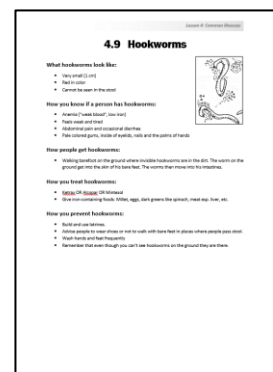 Lesson 4: Common Illnesses
4.9 Hookworms
What hookworms look like:
• Very small (1 cm)
• Red in color
• Cannot be seen in the stool
How you know if a person has hookworms:
• Anemia ("weak blood", low iron)
• Feels weak and tired
• Abdominal pain and occasional diarrhea
• Pale colored gums, inside of eyelids, nails and the palms of hands
How people get hookworms:
• Walking barefoot on the ground where invisible hookworms are in the dirt. The worm on the
ground get into the skin of his bare feet. The worms then move into his intestines.
How you treat hookworms:
• Ketrax OR Alzopar OR Mintezol
• Give iron-containing foods: Millet, eggs, dark greens like spinach, meat esp. liver, etc.
How you prevent hookworms:
• Build and use latrines.
• Advise people to wear shoes or not to walk with bare feet in places where people pass stool.
• Wash hands and feet frequently
• Remember that even though you can't see hookworms on the ground they are there.